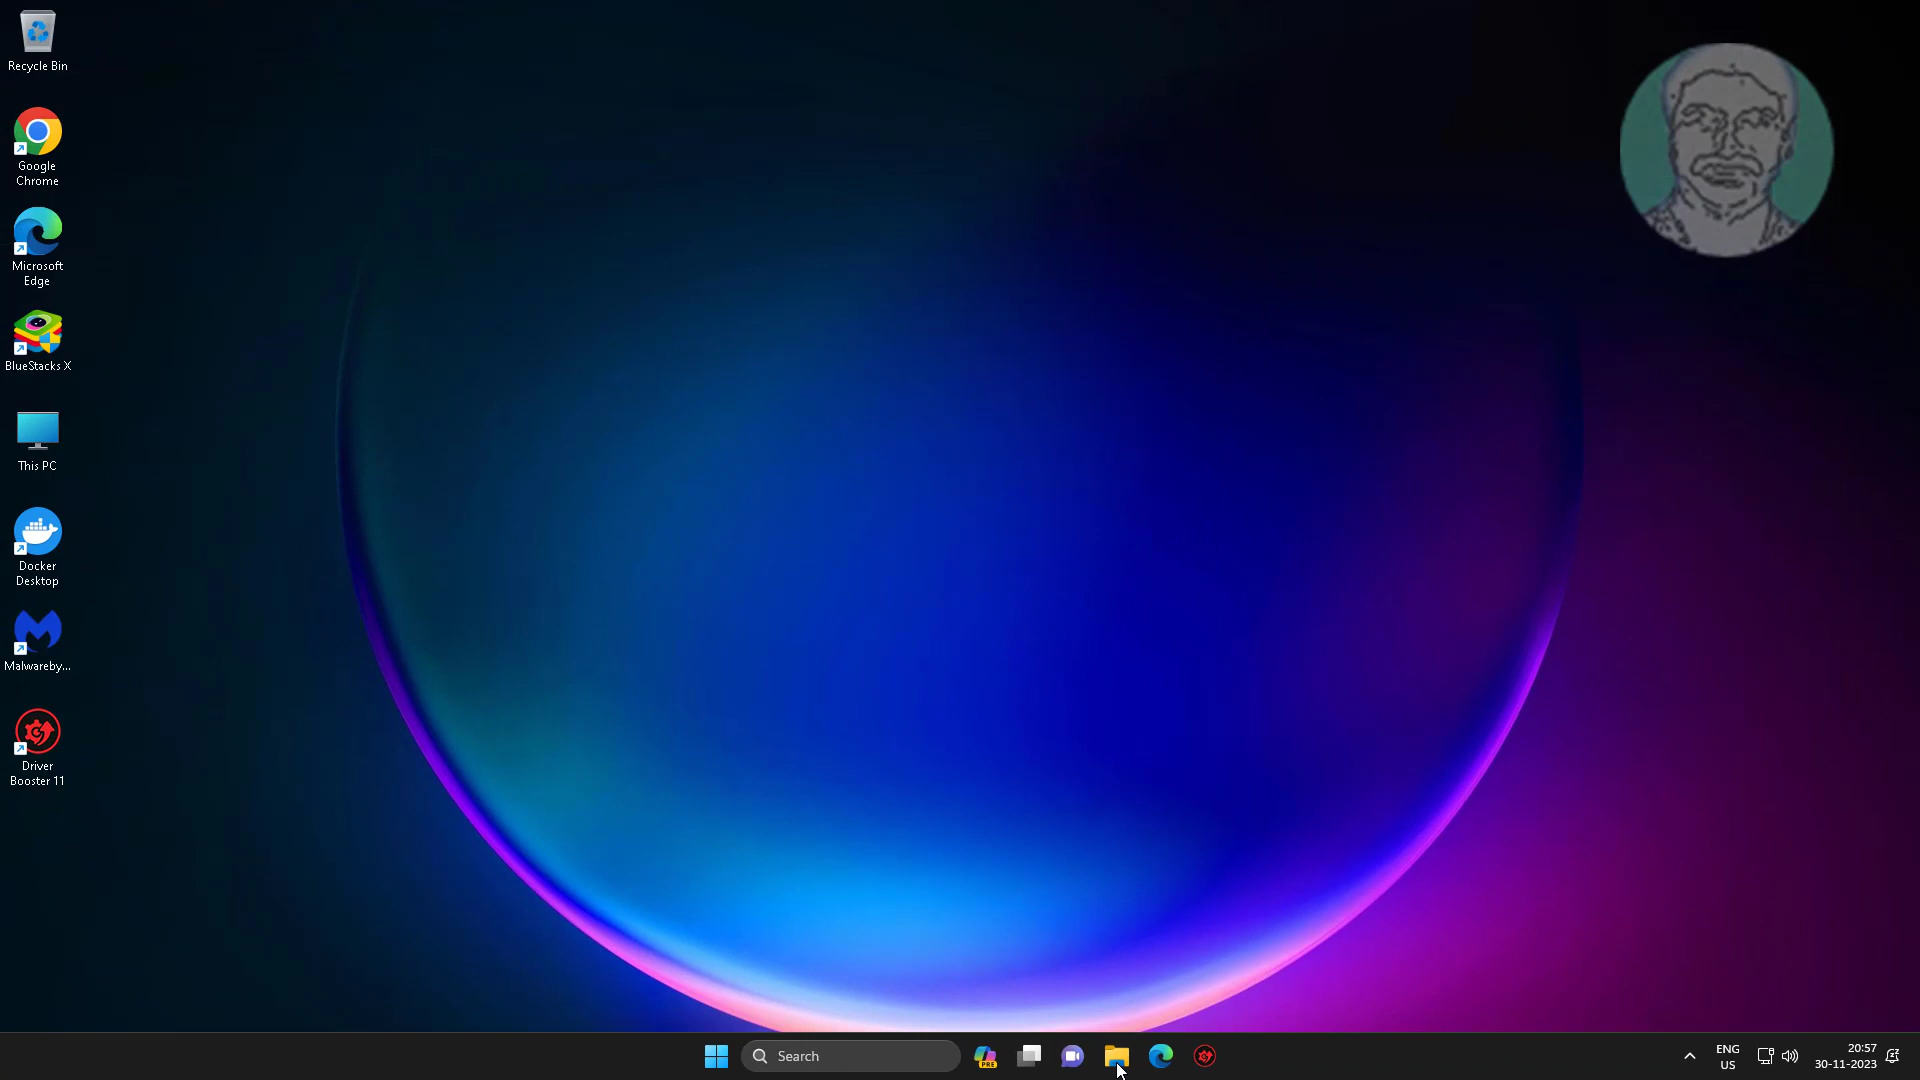 Recycle Bin
Google
Chrome
Microsoft
Edge
BlueStacks X
This PC
Docker
Desktop
Malwareby...
Driver
Booster 11
Search
PRE
ENG
US
20:57
30-11-2023